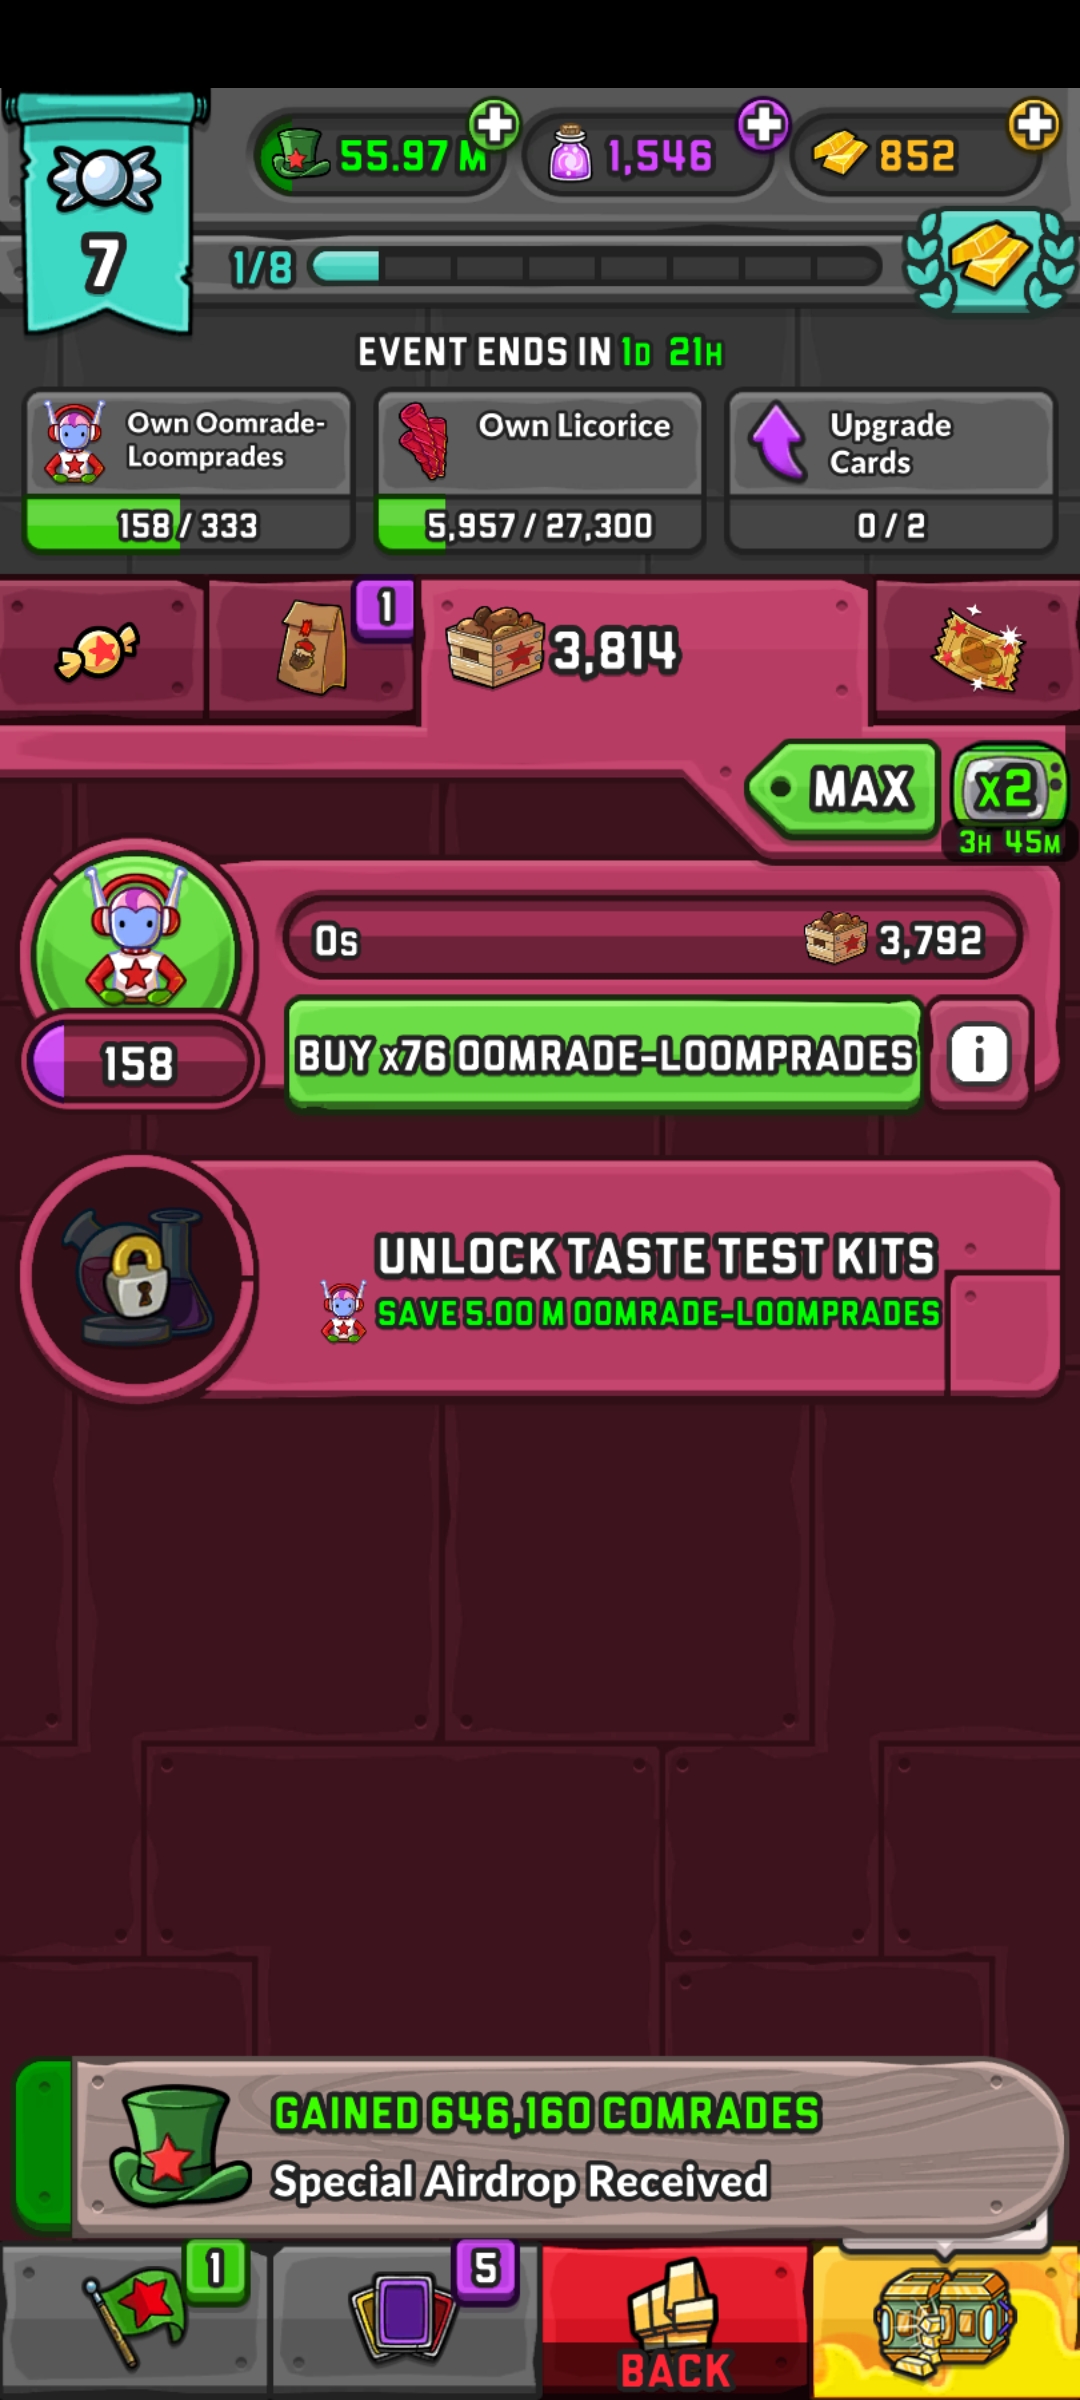 55.97 M
1,546
852
7
1/8
EVENT ENDS IN 1D 21H
Own Oomrade-
Loomprades
158 / 333
Own Licorice
5,957 / 27,300
Upgrade
Cards
0 / 2
1
3,814
MAX
x2
3H 45M
0s
3,792
158
BUY x76 OOMRADE-LOOMPRADES
i
UNLOCK TASTE TEST KITS
SAVE 5.00 M OOMRADE-LOOMPRADES
GAINED 646,160 COMRADES
Special Airdrop Received
1
5
BACK